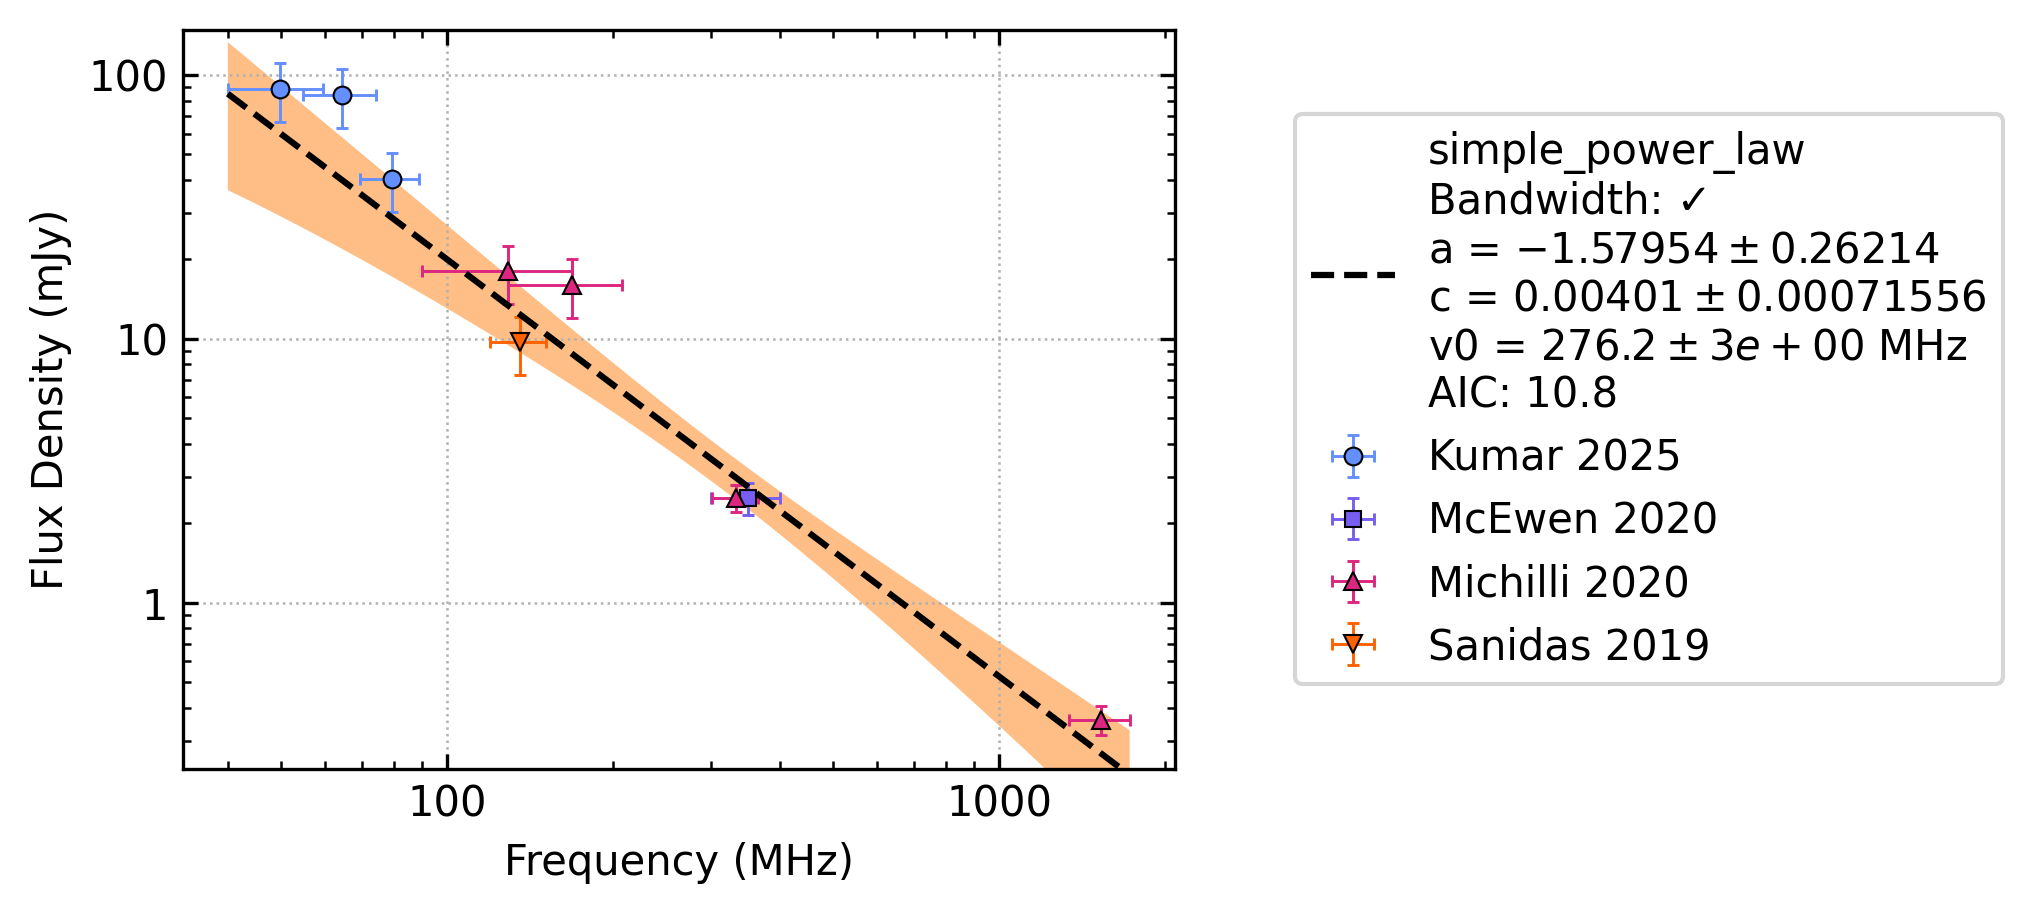 100
10
1
100
1000
Flux Density (mJy)
Frequency (MHz)
simple_power_law
Bandwidth: ✓
a = −1.57954 ± 0.26214
c = 0.00401 ± 0.00071556
v0 = 276.2 ± 3e + 00 MHz
AIC: 10.8
Kumar 2025
McEwen 2020
Michilli 2020
Sanidas 2019